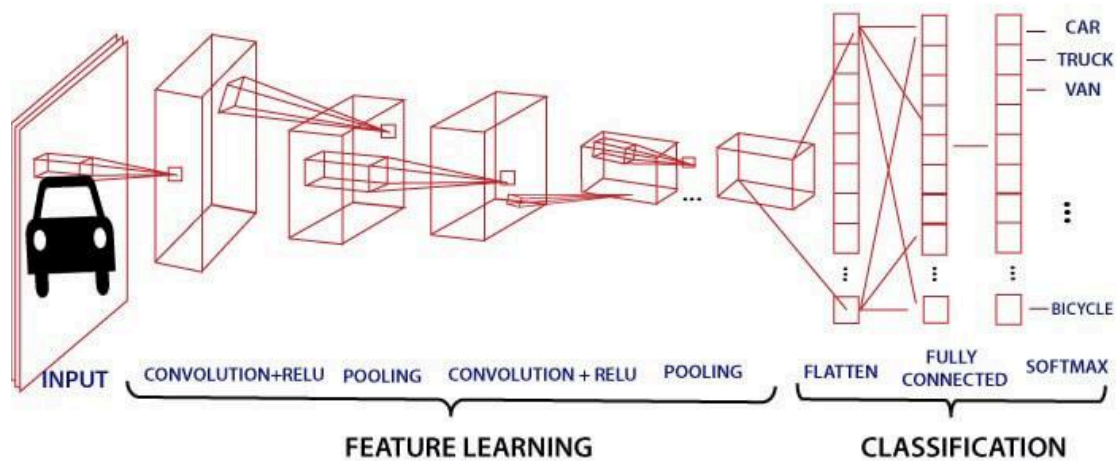 CAR
TRUCK
VAN
...
...
...
...
...
BICYCLE
INPUT
CONVOLUTION+RELU
POOLING
CONVOLUTION + RELU
POOLING
FLATTEN
FULLY
CONNECTED
SOFTMAX
FEATURE LEARNING
CLASSIFICATION